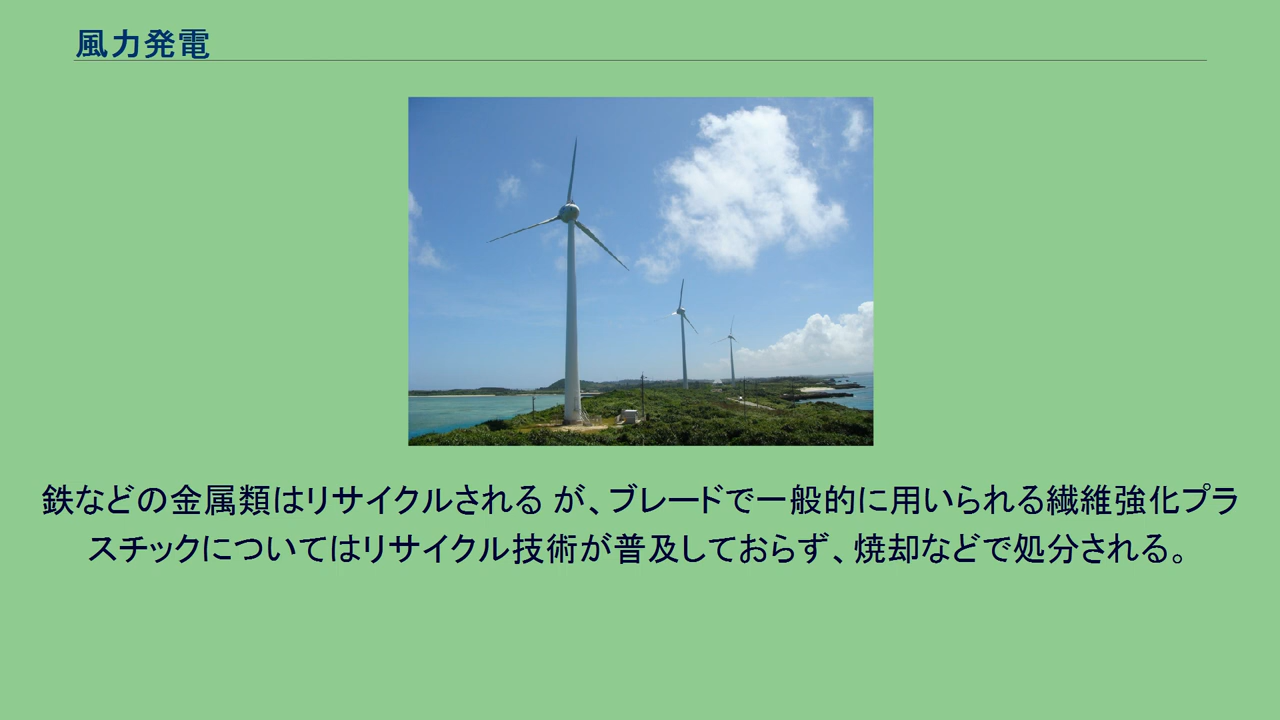 風力発電
鉄などの金属類はリサイクルされる が、ブレードで一般的に用いられる繊維強化プラ
スチックについてはリサイクル技術が普及しておらず、焼却などで処分される。